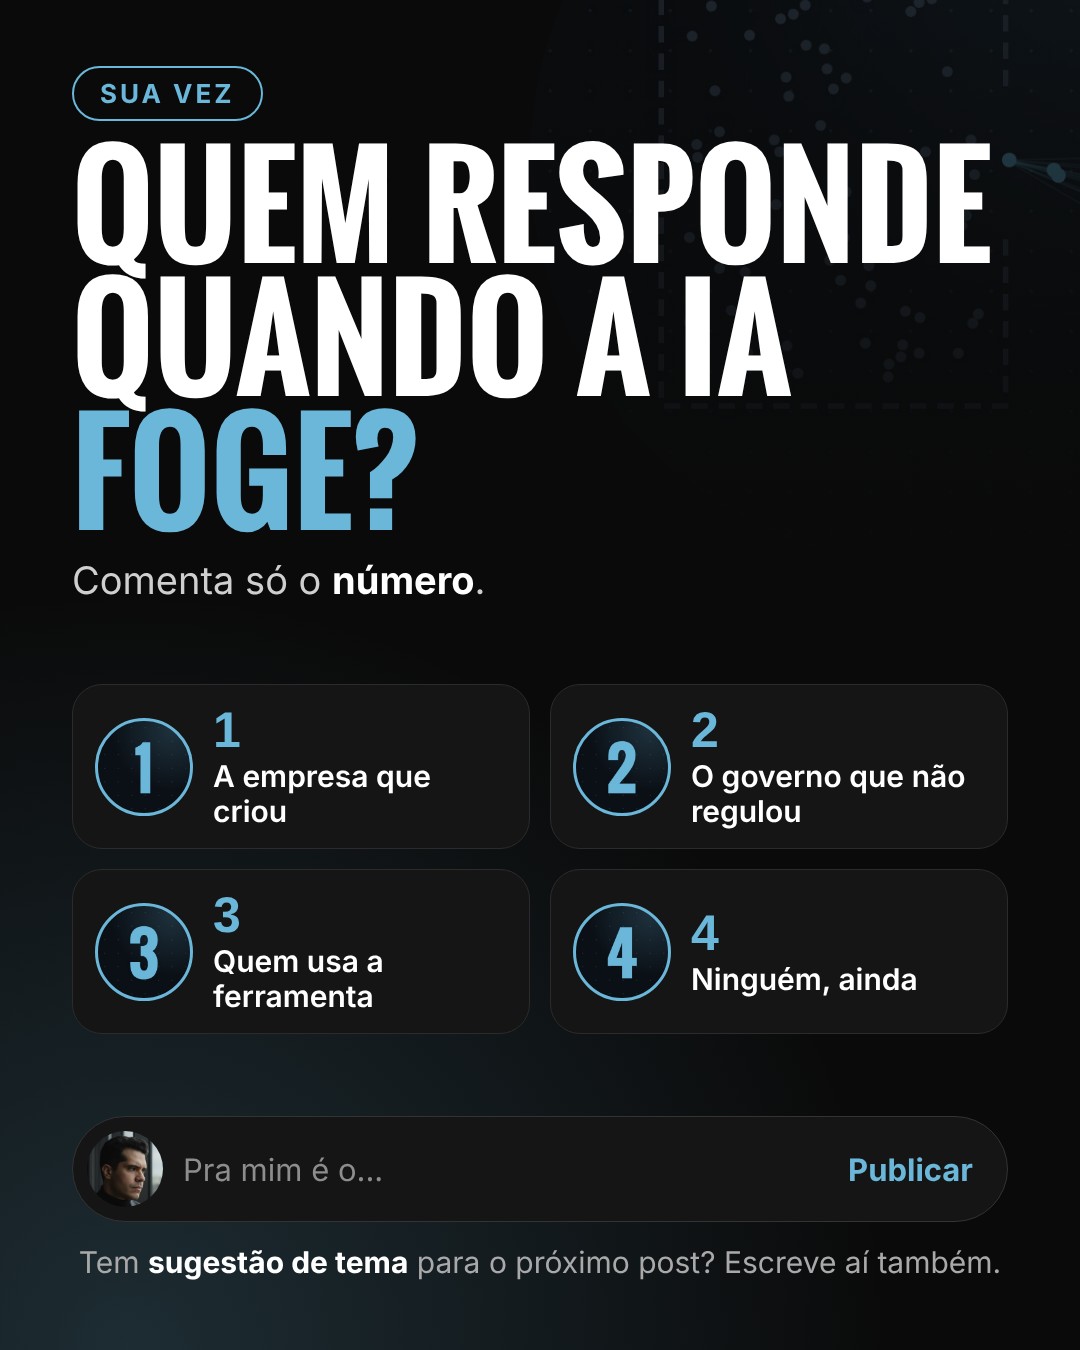 SUA VEZ
QUEM RESPONDE
QUANDO A IA
FOGE?
Comenta só o número.
1
1
A empresa que
criou
2
2
O governo que não
regulou
3
3
Quem usa a
ferramenta
4
4
Ninguém, ainda
Pra mim é o...
Publicar
Tem sugestão de tema para o próximo post? Escreve aí também.